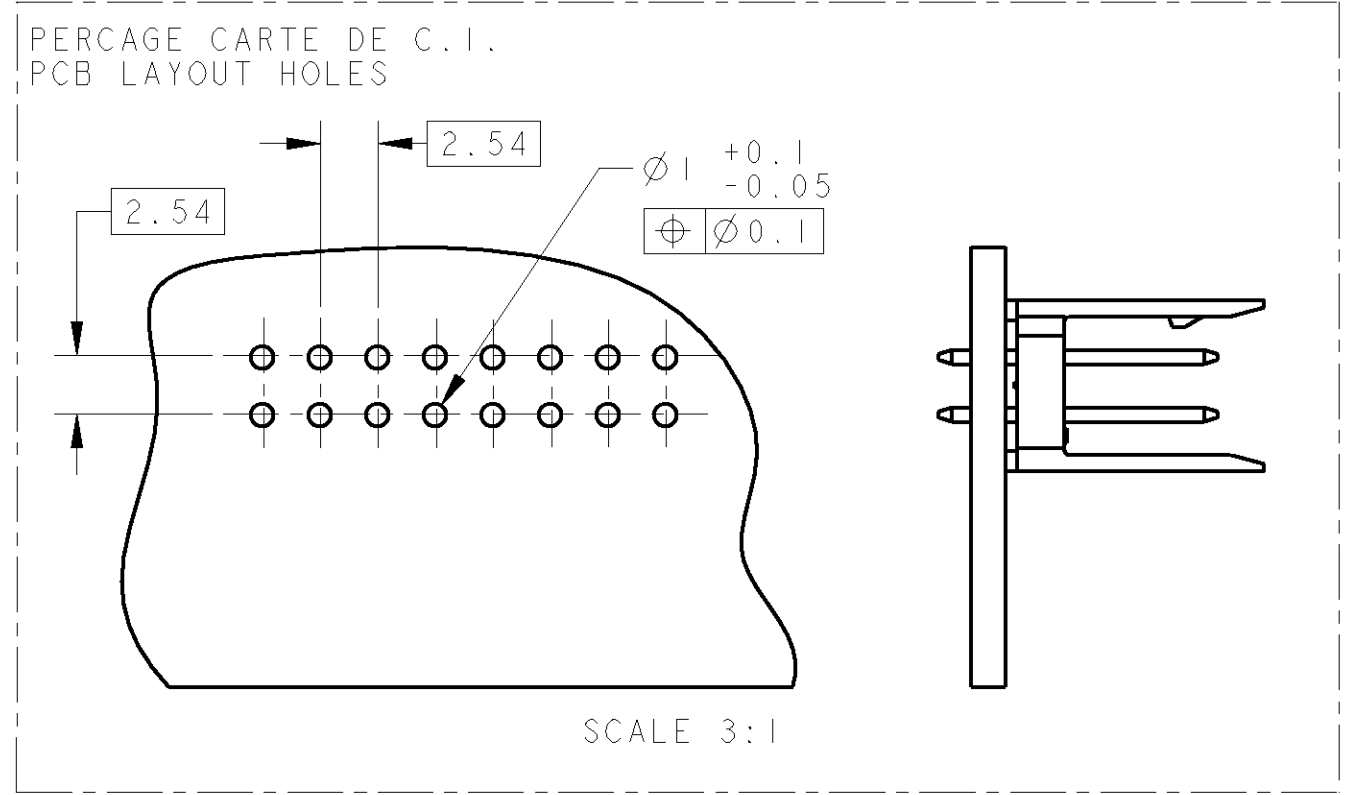 PERCAGE CARTE DE C.I.
PCB LAYOUT HOLES
2.54
2.54
Ø1 +0.1
-0.05
⌖ Ø0.1
SCALE 3:1